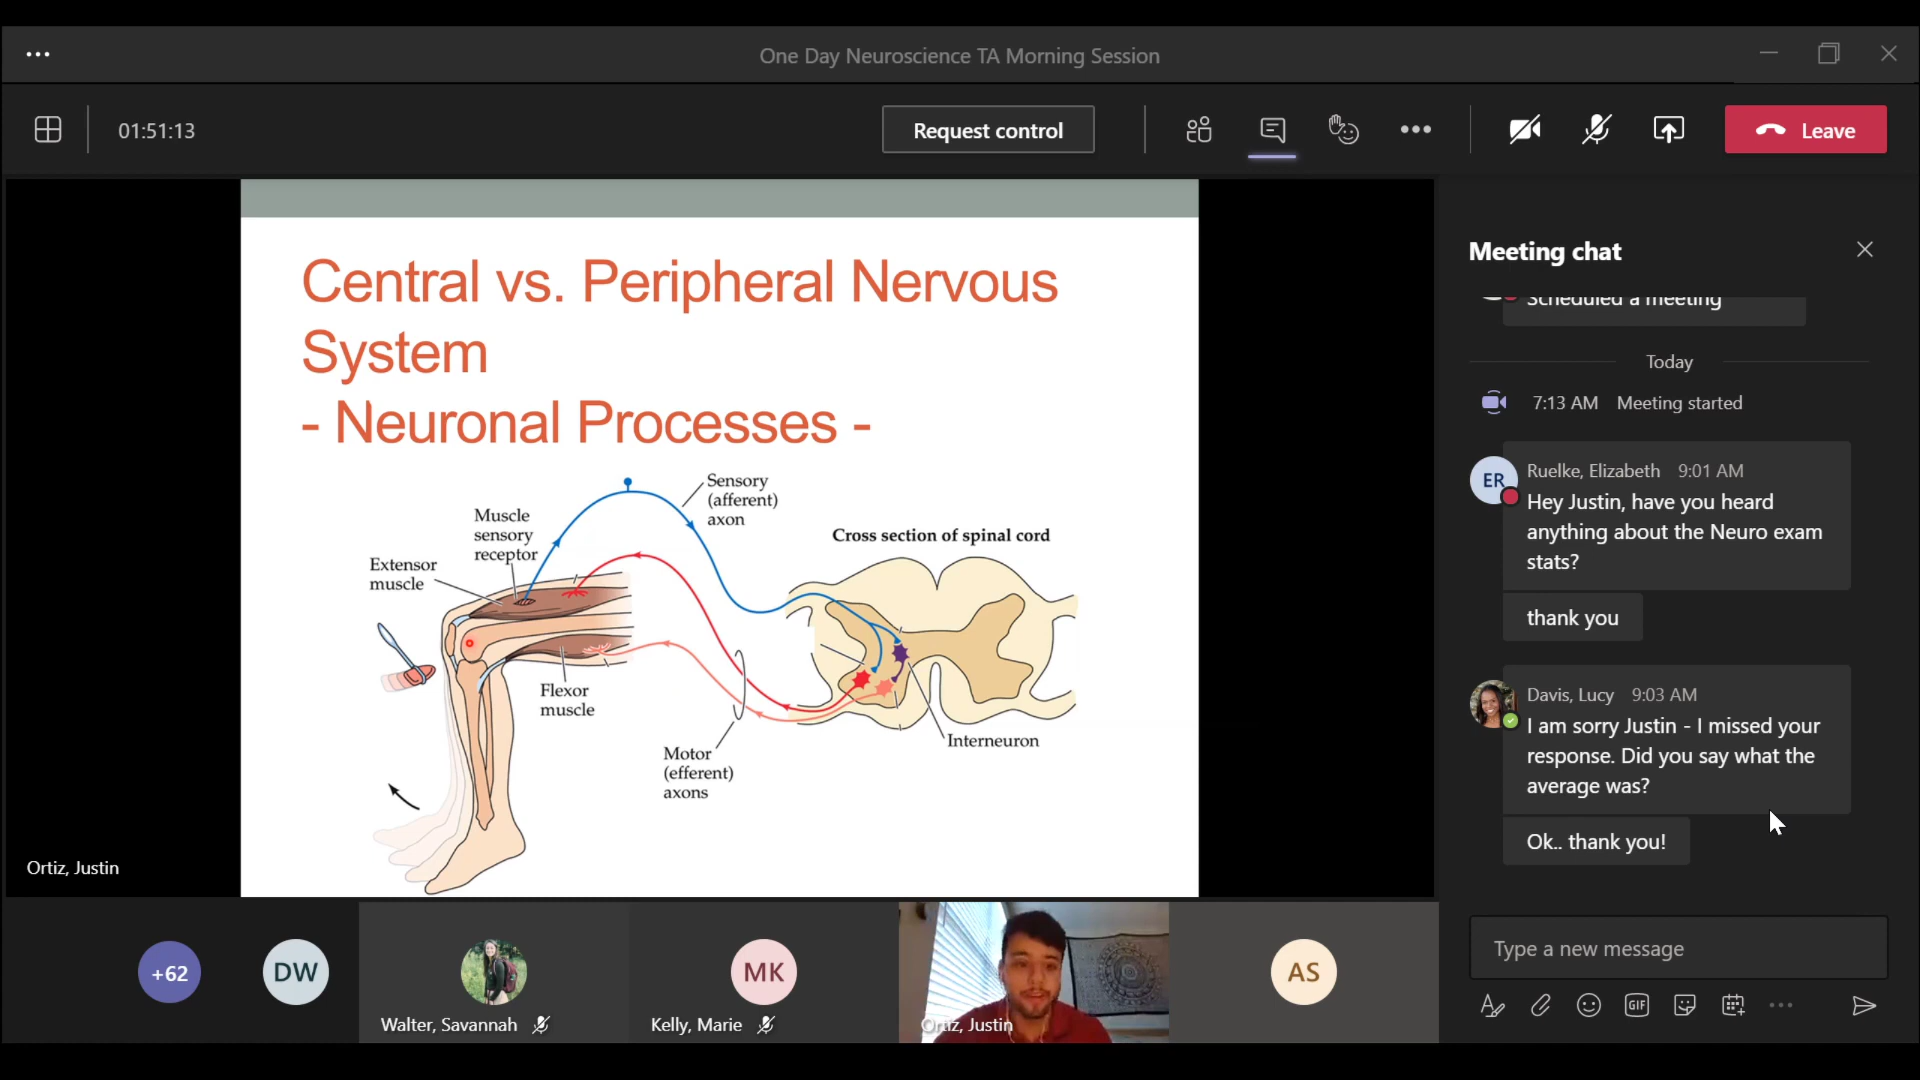 One Day Neuroscience TA Morning Session
01:51:13
Request control
Leave
Central vs. Peripheral Nervous
System
- Neuronal Processes -
Sensory
(afferent)
axon
Muscle
sensory
receptor
Cross section of spinal cord
Extensor
muscle
Flexor
muscle
Interneuron
Motor
(efferent)
axons
Ortiz, Justin
+62
DW
Walter, Savannah
MK
Kelly, Marie
Ortiz, Justin
AS
Meeting chat
Scheduled a meeting
Today
7:13 AM Meeting started
ER
Ruelke, Elizabeth 9:01 AM
Hey Justin, have you heard
anything about the Neuro exam
stats?
thank you
Davis, Lucy 9:03 AM
I am sorry Justin - I missed your
response. Did you say what the
average was?
Ok.. thank you!
Type a new message
GIF